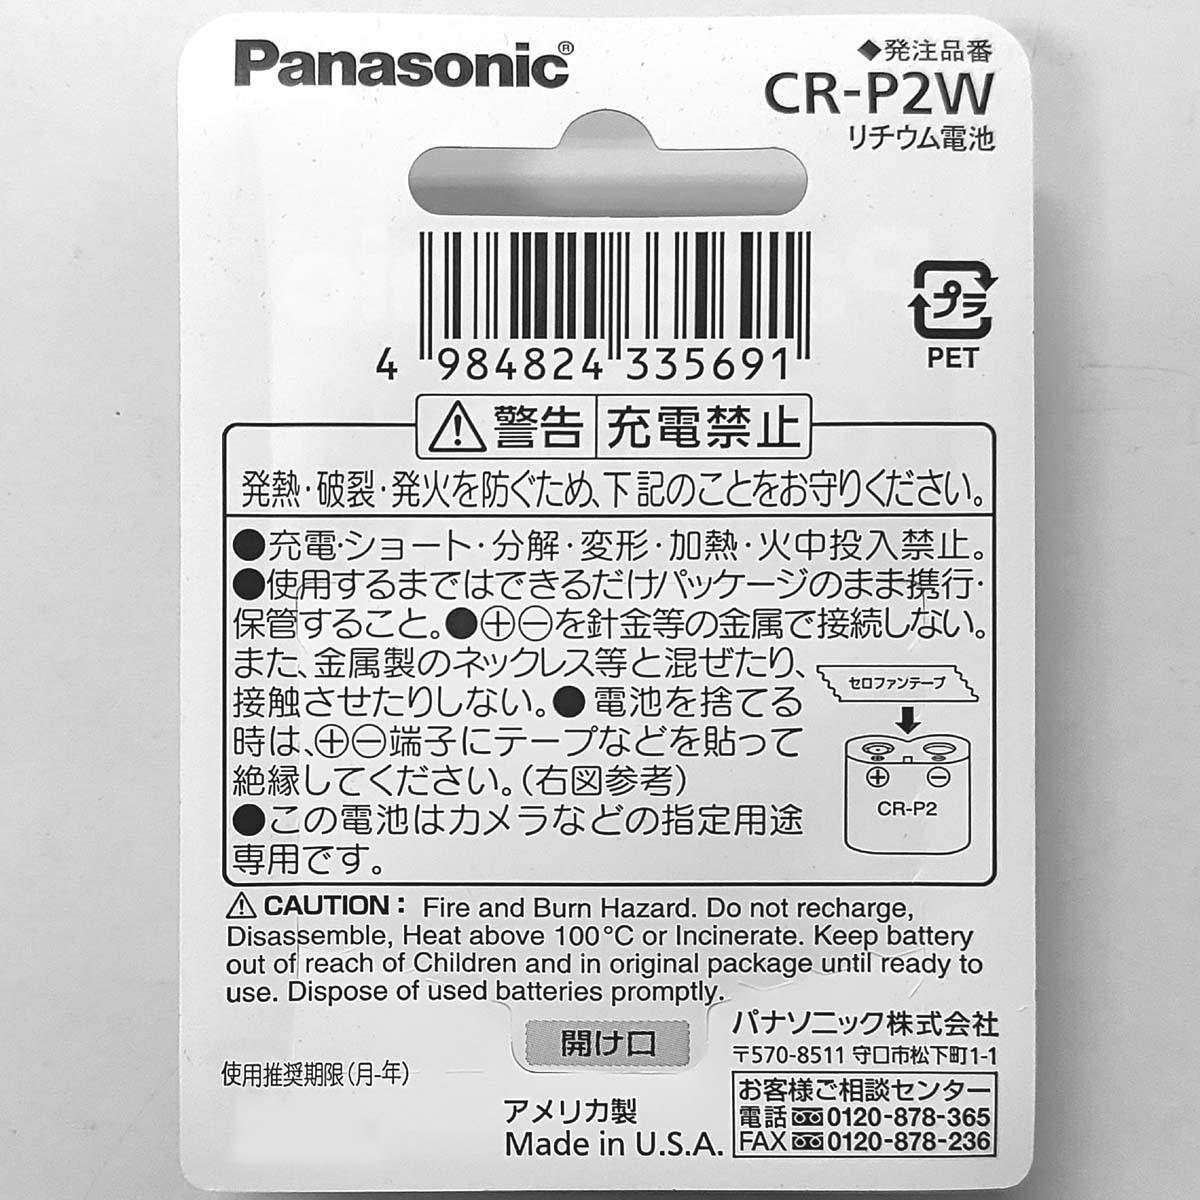 Panasonic®
◆発注品番
CR-P2W
リチウム電池
プラ
PET
4 984824 335691
⚠警告 充電禁止
発熱・破裂・発火を防ぐため、下記のことをお守りください。
●充電・ショート・分解・変形・加熱・火中投入禁止。
●使用するまではできるだけパッケージのまま携行・
保管すること。●⊕⊖を針金等の金属で接続しない。
また、金属製のネックレス等と混ぜたり、
接触させたりしない。●電池を捨てる
時は、⊕⊖端子にテープなどを貼って
絶縁してください。(右図参考)
●この電池はカメラなどの指定用途
専用です。
セロファンテープ
⊕ ⊖
CR-P2
⚠ CAUTION : Fire and Burn Hazard. Do not recharge,
Disassemble, Heat above 100°C or Incinerate. Keep battery
out of reach of Children and in original package until ready to
use. Dispose of used batteries promptly.
開け口
パナソニック株式会社
〒570-8511 守口市松下町1-1
使用推奨期限(月-年)
お客様ご相談センター
電話 0120-878-365
FAX 0120-878-236
アメリカ製
Made in U.S.A.